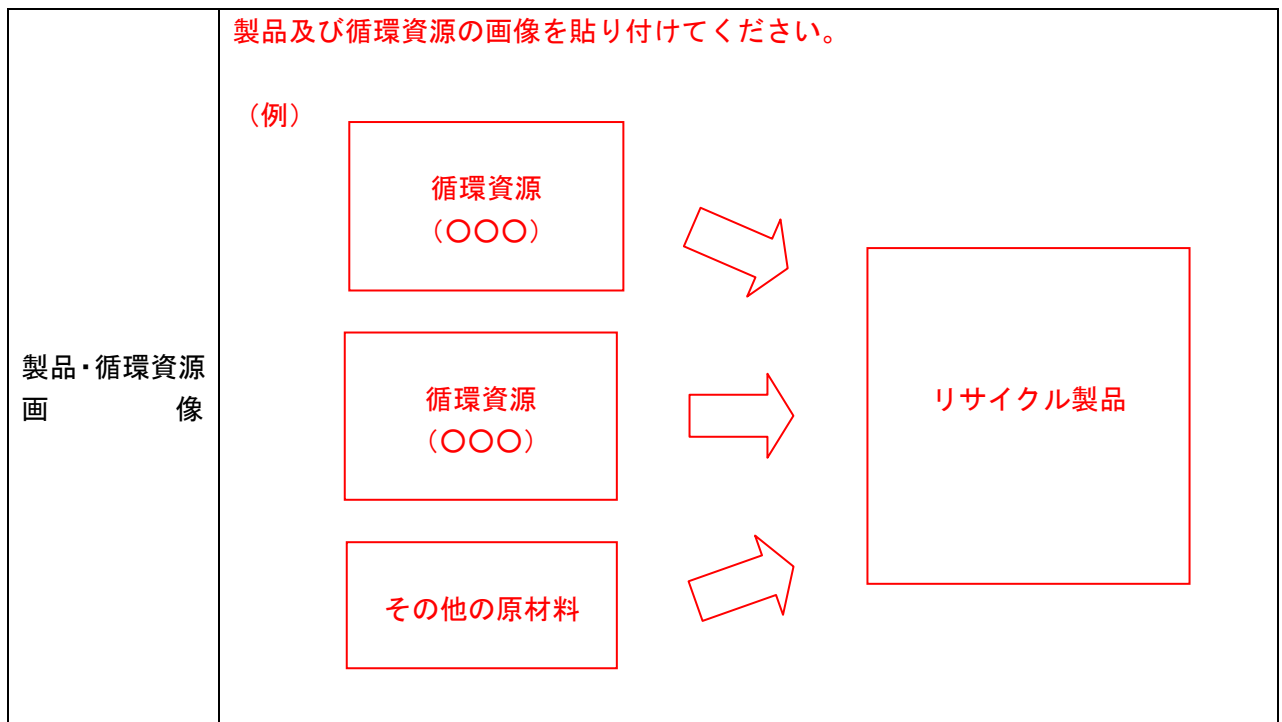 製品及び循環資源の画像を貼り付けてください。
（例）
循環資源
（〇〇〇）
循環資源
（〇〇〇）
その他の原材料
リサイクル製品
製品・循環資源
画　　　　像